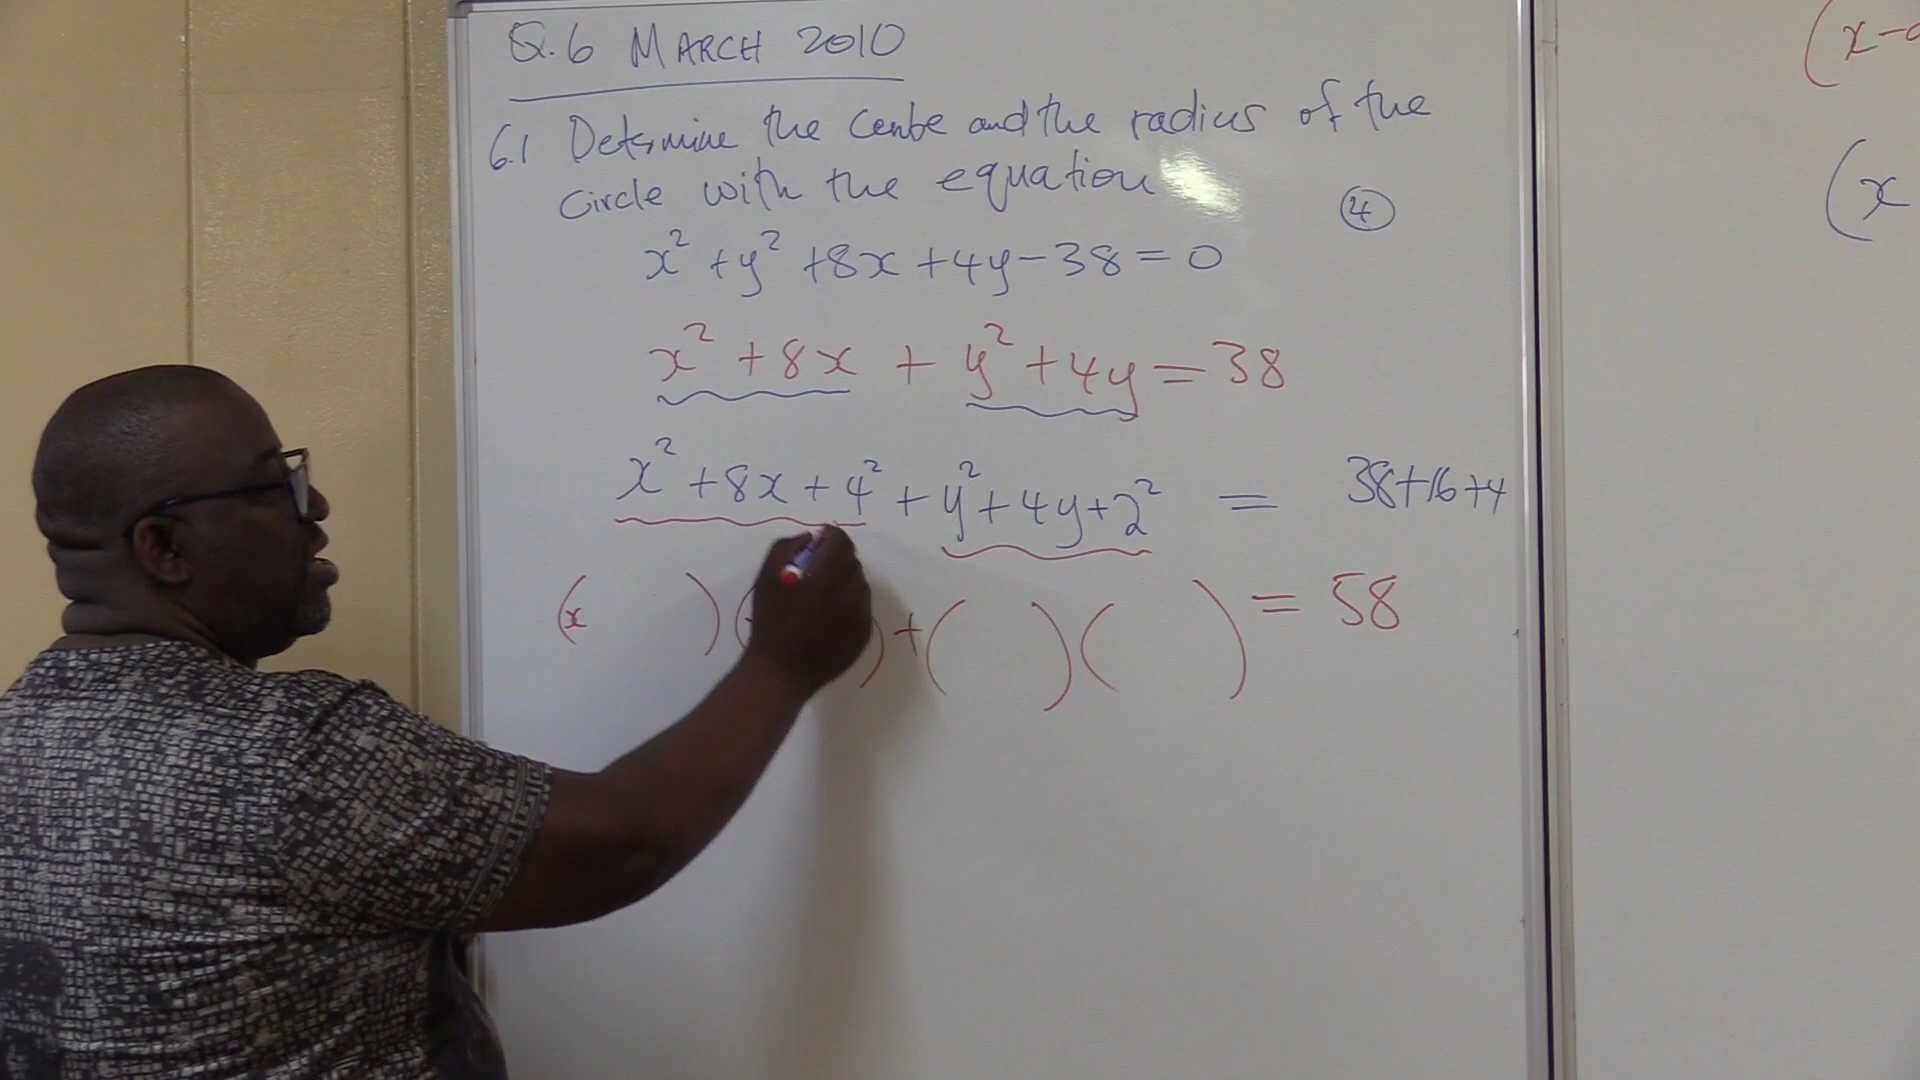 Q.6 MARCH 2010
6.1 Determine the Centre and the radius of the
Circle with the equation
④
x² + y² + 8x + 4y - 38 = 0
x² + 8x + y² + 4y = 38
x² + 8x + 4² + y² + 4y + 2² = 38 + 16 + 4
(x )( ) + ( )( ) = 58
(x -
(x